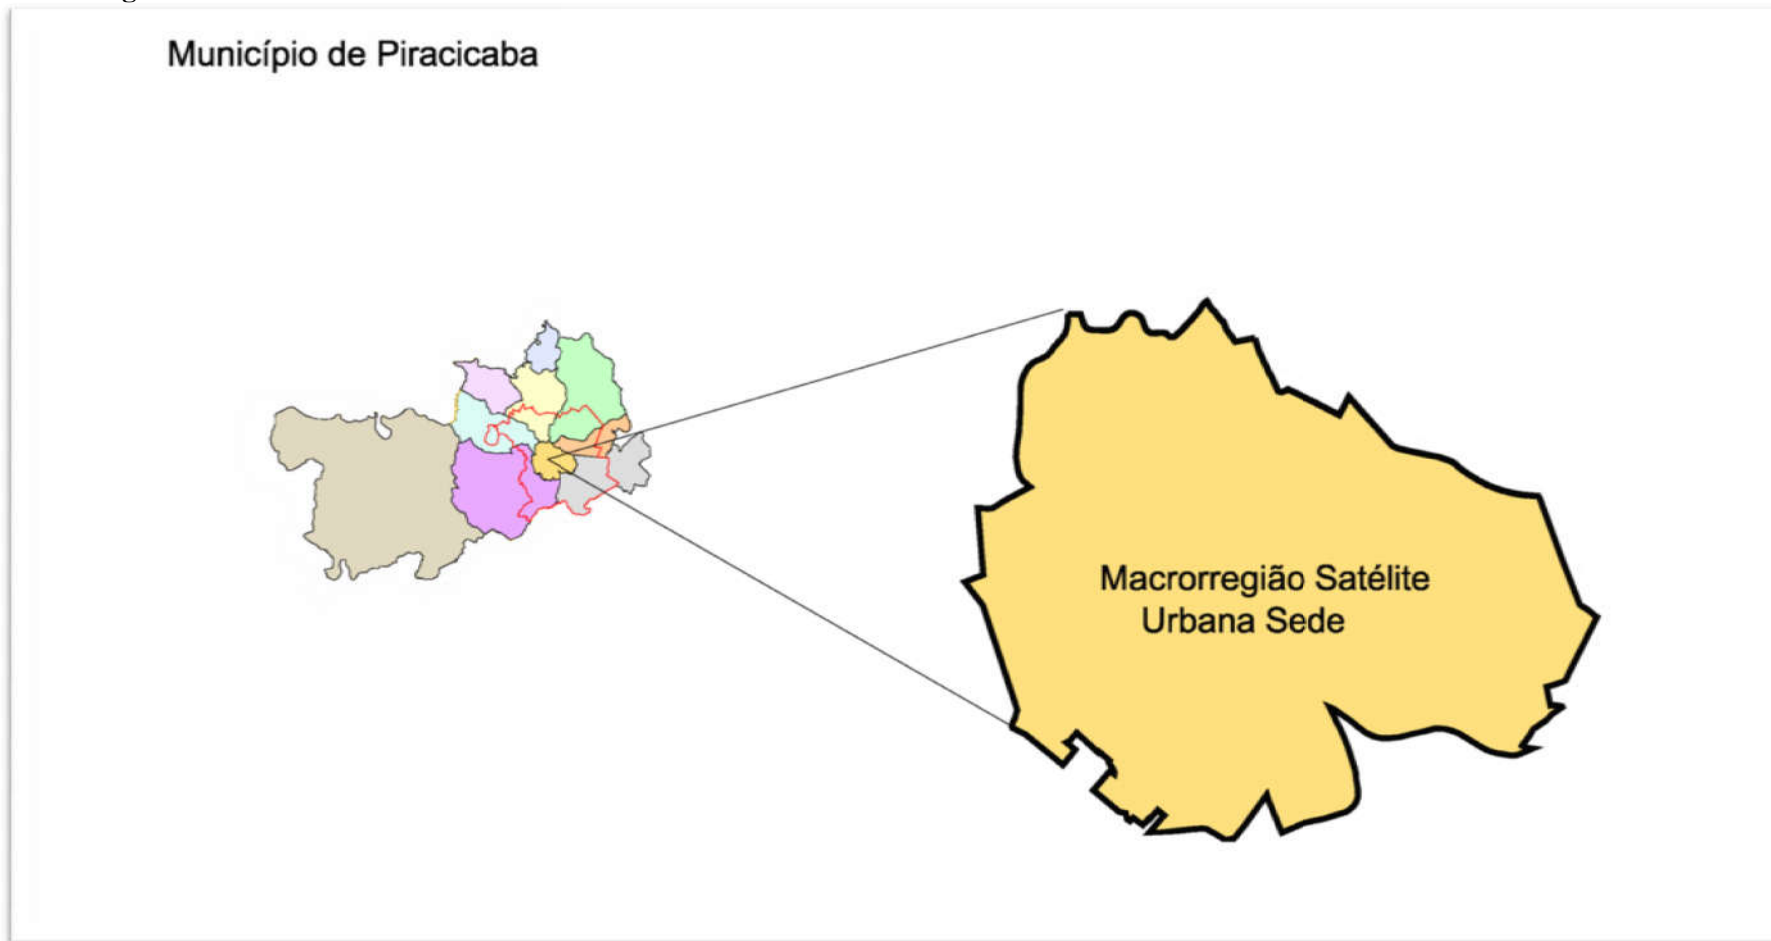 Município de Piracicaba
Macrorregião Satélite
Urbana Sede